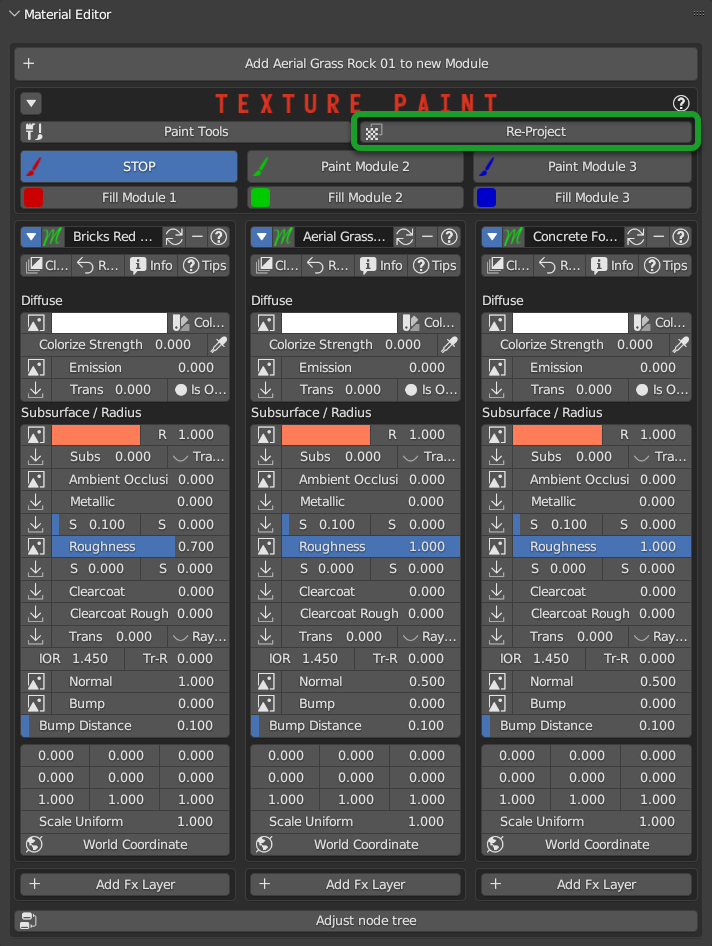 Material Editor
+ Add Aerial Grass Rock 01 to new Module
TEXTURE PAINT ?
Paint Tools Re-Project
STOP Paint Module 2 Paint Module 3
Fill Module 1 Fill Module 2 Fill Module 3
Bricks Red ... ? Aerial Grass... ? Concrete Fo... ?
Cl... R... Info ? Tips Cl... R... Info ? Tips Cl... R... Info ? Tips
Diffuse Diffuse Diffuse
Col... Col... Col...
Colorize Strength 0.000 Colorize Strength 0.000 Colorize Strength 0.000
Emission 0.000 Emission 0.000 Emission 0.000
Trans 0.000 Is O... Trans 0.000 Is O... Trans 0.000 Is O...
Subsurface / Radius Subsurface / Radius Subsurface / Radius
R 1.000 R 1.000 R 1.000
Subs 0.000 Tra... Subs 0.000 Tra... Subs 0.000 Tra...
Ambient Occlusi 0.000 Ambient Occlusi 0.000 Ambient Occlusi 0.000
Metallic 0.000 Metallic 0.000 Metallic 0.000
S 0.100 S 0.000 S 0.100 S 0.000 S 0.100 S 0.000
Roughness 0.700 Roughness 1.000 Roughness 1.000
S 0.000 S 0.000 S 0.000 S 0.000 S 0.000 S 0.000
Clearcoat 0.000 Clearcoat 0.000 Clearcoat 0.000
Clearcoat Rough 0.000 Clearcoat Rough 0.000 Clearcoat Rough 0.000
Trans 0.000 Ray... Trans 0.000 Ray... Trans 0.000 Ray...
IOR 1.450 Tr-R 0.000 IOR 1.450 Tr-R 0.000 IOR 1.450 Tr-R 0.000
Normal 1.000 Normal 0.500 Normal 0.500
Bump 0.000 Bump 0.000 Bump 0.000
Bump Distance 0.100 Bump Distance 0.100 Bump Distance 0.100
0.000 0.000 0.000 0.000 0.000 0.000 0.000 0.000 0.000
0.000 0.000 0.000 0.000 0.000 0.000 0.000 0.000 0.000
1.000 1.000 1.000 1.000 1.000 1.000 1.000 1.000 1.000
Scale Uniform 1.000 Scale Uniform 1.000 Scale Uniform 1.000
World Coordinate World Coordinate World Coordinate
+ Add Fx Layer + Add Fx Layer + Add Fx Layer
Adjust node tree